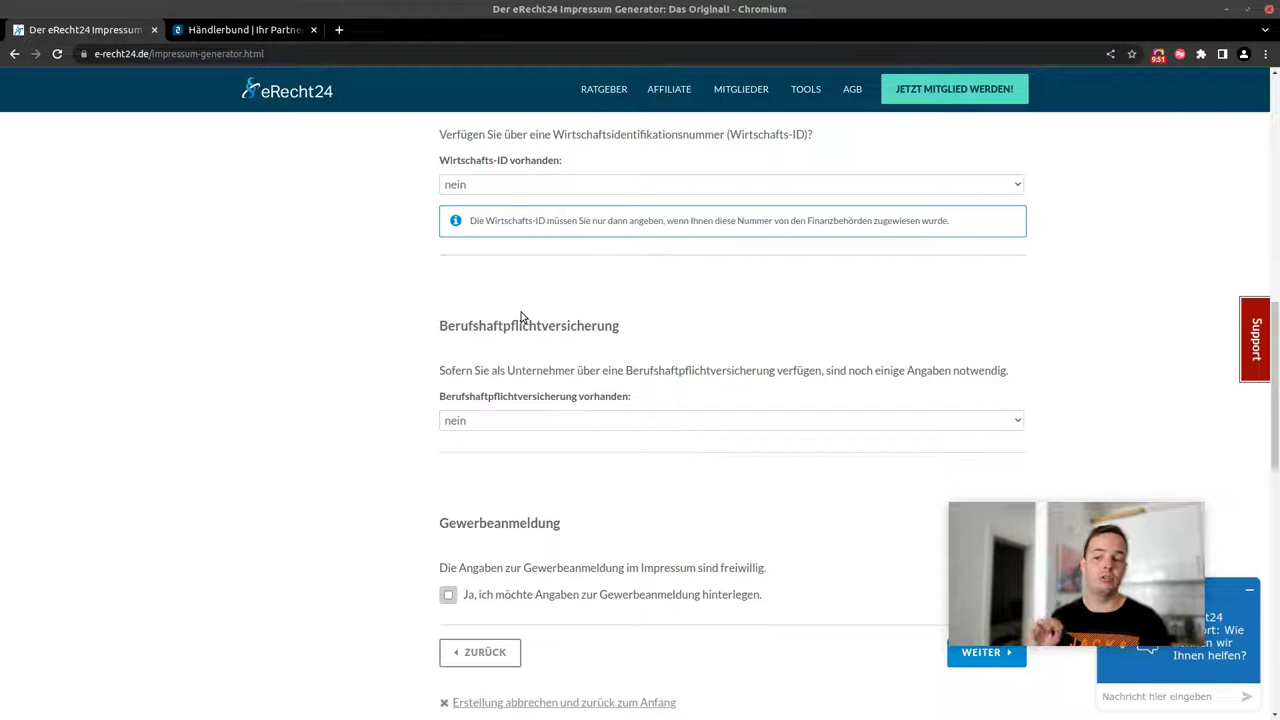 Der eRecht24 Impressum Generator: Das Original! - Chromium
Der eRecht24 Impressum
Händlerbund | Ihr Partne
e-recht24.de/impressum-generator.html
9:51
eRecht24
RATGEBER
AFFILIATE
MITGLIEDER
TOOLS
AGB
JETZT MITGLIED WERDEN!
Verfügen Sie über eine Wirtschaftsidentifikationsnummer (Wirtschafts-ID)?
Wirtschafts-ID vorhanden:
nein
Die Wirtschafts-ID müssen Sie nur dann angeben, wenn Ihnen diese Nummer von den Finanzbehörden zugewiesen wurde.
Support
Berufshaftpflichtversicherung
Sofern Sie als Unternehmer über eine Berufshaftpflichtversicherung verfügen, sind noch einige Angaben notwendig.
Berufshaftpflichtversicherung vorhanden:
nein
Gewerbeanmeldung
Die Angaben zur Gewerbeanmeldung im Impressum sind freiwillig.
Ja, ich möchte Angaben zur Gewerbeanmeldung hinterlegen.
ZURÜCK
WEITER
Wie
wir
Ihnen helfen?
Nachricht hier eingeben
Erstellung abbrechen und zurück zum Anfang